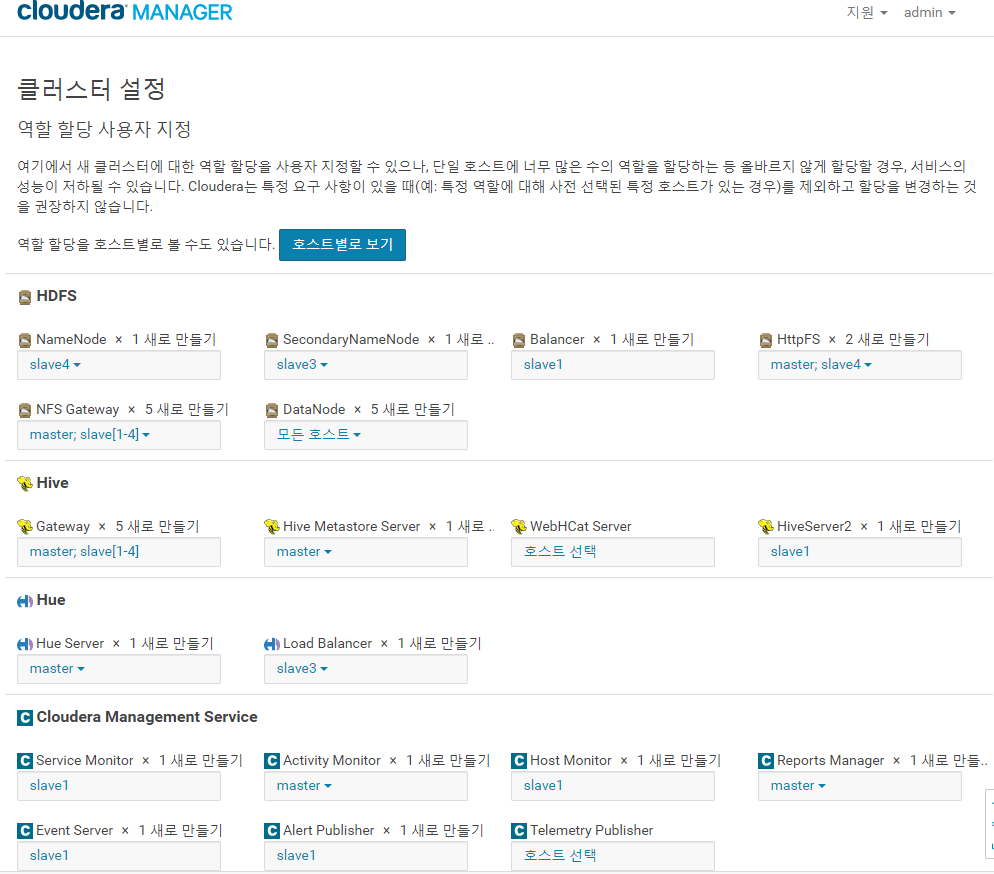 cloudera MANAGER 지원 admin
클러스터 설정
역할 할당 사용자 지정
여기에서 새 클러스터에 대한 역할 할당을 사용자 지정할 수 있으나, 단일 호스트에 너무 많은 수의 역할을 할당하는 등 올바르지 않게 할당할 경우, 서비스의
성능이 저하될 수 있습니다. Cloudera는 특정 요구 사항이 있을 때(예: 특정 역할에 대해 사전 선택된 특정 호스트가 있는 경우)를 제외하고 할당을 변경하는 것
을 권장하지 않습니다.
역할 할당을 호스트별로 볼 수도 있습니다. 호스트별로 보기
HDFS
NameNode × 1 새로 만들기 SecondaryNameNode × 1 새로 .. Balancer × 1 새로 만들기 HttpFS × 2 새로 만들기
slave4 slave3 slave1 master; slave4
NFS Gateway × 5 새로 만들기 DataNode × 5 새로 만들기
master; slave[1-4] 모든 호스트
Hive
Gateway × 5 새로 만들기 Hive Metastore Server × 1 새로 .. WebHCat Server HiveServer2 × 1 새로 만들기
master; slave[1-4] master 호스트 선택 slave1
Hue
Hue Server × 1 새로 만들기 Load Balancer × 1 새로 만들기
master slave3
Cloudera Management Service
Service Monitor × 1 새로 만들기 Activity Monitor × 1 새로 만들기 Host Monitor × 1 새로 만들기 Reports Manager × 1 새로 만들..
slave1 master slave1 master
Event Server × 1 새로 만들기 Alert Publisher × 1 새로 만들기 Telemetry Publisher
slave1 slave1 호스트 선택